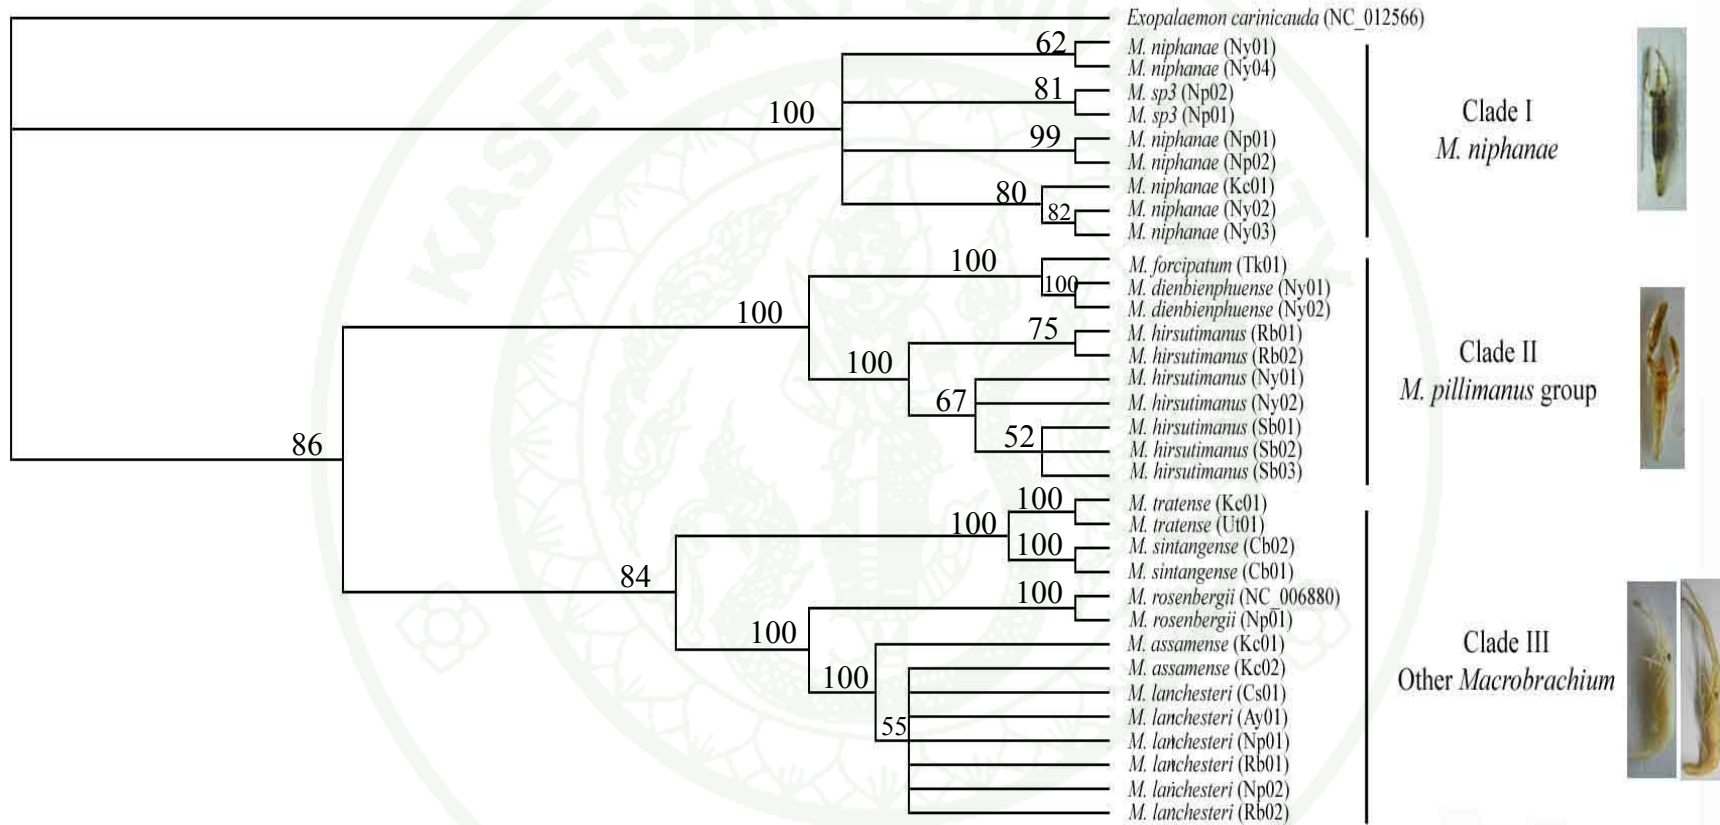 Exopalaemon carinicauda (NC_012566)
62
M. niphanae (Ny01)
M. niphanae (Ny04)
81
M. sp3 (Np02)
M. sp3 (Np01)
100
99
M. niphanae (Np01)
M. niphanae (Np02)
80
M. niphanae (Kc01)
82
M. niphanae (Ny02)
M. niphanae (Ny03)
Clade I
M. niphanae
100
M. forcipatum (Tk01)
100
M. dienbienphuense (Ny01)
M. dienbienphuense (Ny02)
100
75
M. hirsutimanus (Rb01)
M. hirsutimanus (Rb02)
100
M. hirsutimanus (Ny01)
67
M. hirsutimanus (Ny02)
52
M. hirsutimanus (Sb01)
M. hirsutimanus (Sb02)
M. hirsutimanus (Sb03)
Clade II
M. pillimanus group
86
100
M. tratense (Kc01)
M. tratense (Ut01)
100
100
M. sintangense (Cb02)
M. sintangense (Cb01)
84
100
M. rosenbergii (NC_006880)
M. rosenbergii (Np01)
100
M. assamense (Kc01)
100
M. assamense (Kc02)
M. lanchesteri (Cs01)
55
M. lanchesteri (Ay01)
M. lanchesteri (Np01)
M. lanchesteri (Rb01)
M. lanchesteri (Np02)
M. lanchesteri (Rb02)
Clade III
Other Macrobrachium